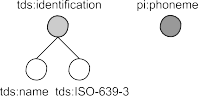 tds:identification pi:phoneme
tds:name tds:ISO-639-3